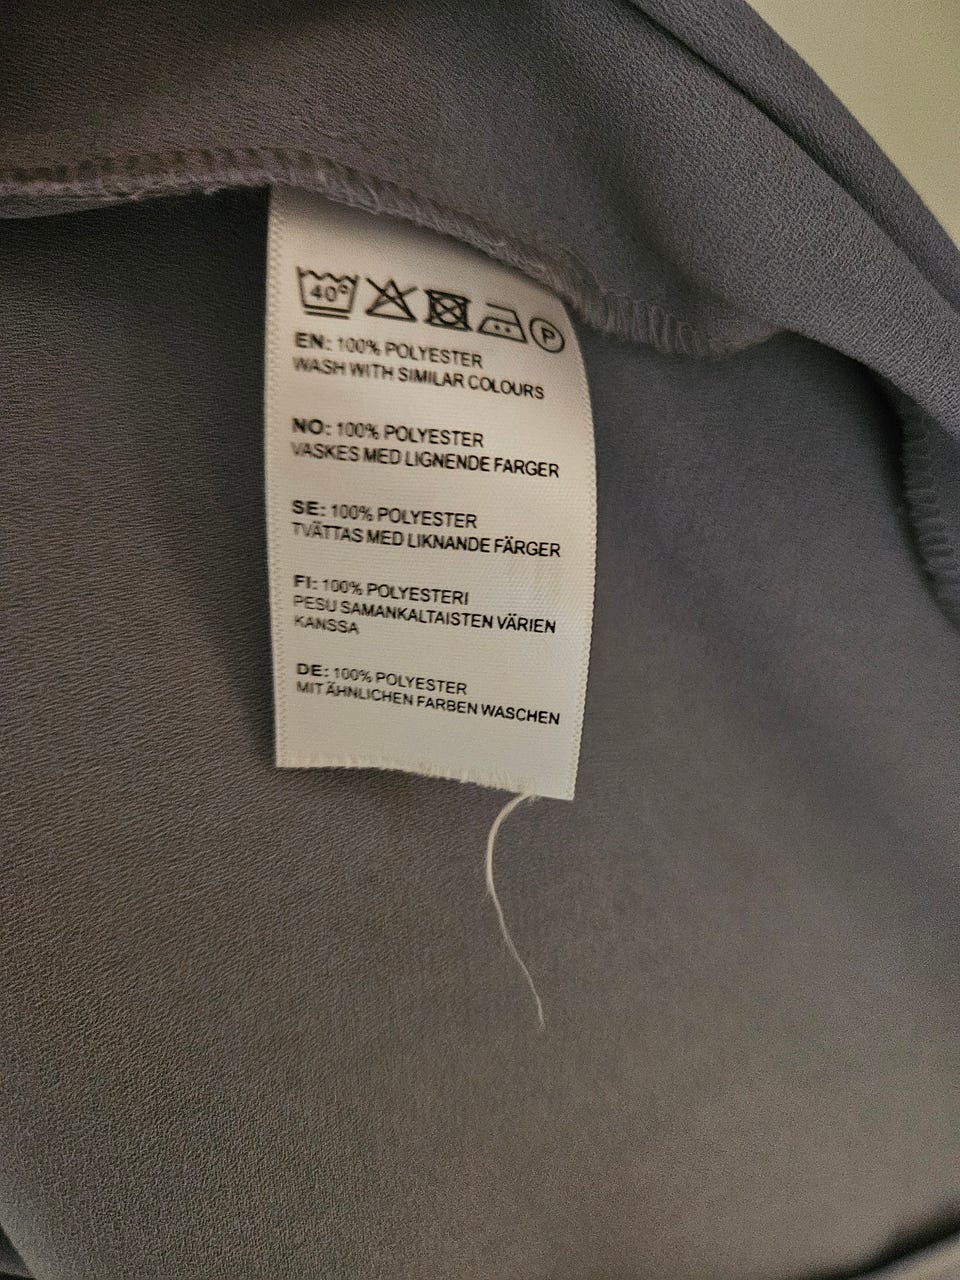 40°
P
EN: 100% POLYESTER
WASH WITH SIMILAR COLOURS
NO: 100% POLYESTER
VASKES MED LIGNENDE FARGER
SE: 100% POLYESTER
TVÄTTAS MED LIKNANDE FÄRGER
FI: 100% POLYESTERI
PESU SAMANKALTAISTEN VÄRIEN
KANSSA
DE: 100% POLYESTER
MIT ÄHNLICHEN FARBEN WASCHEN